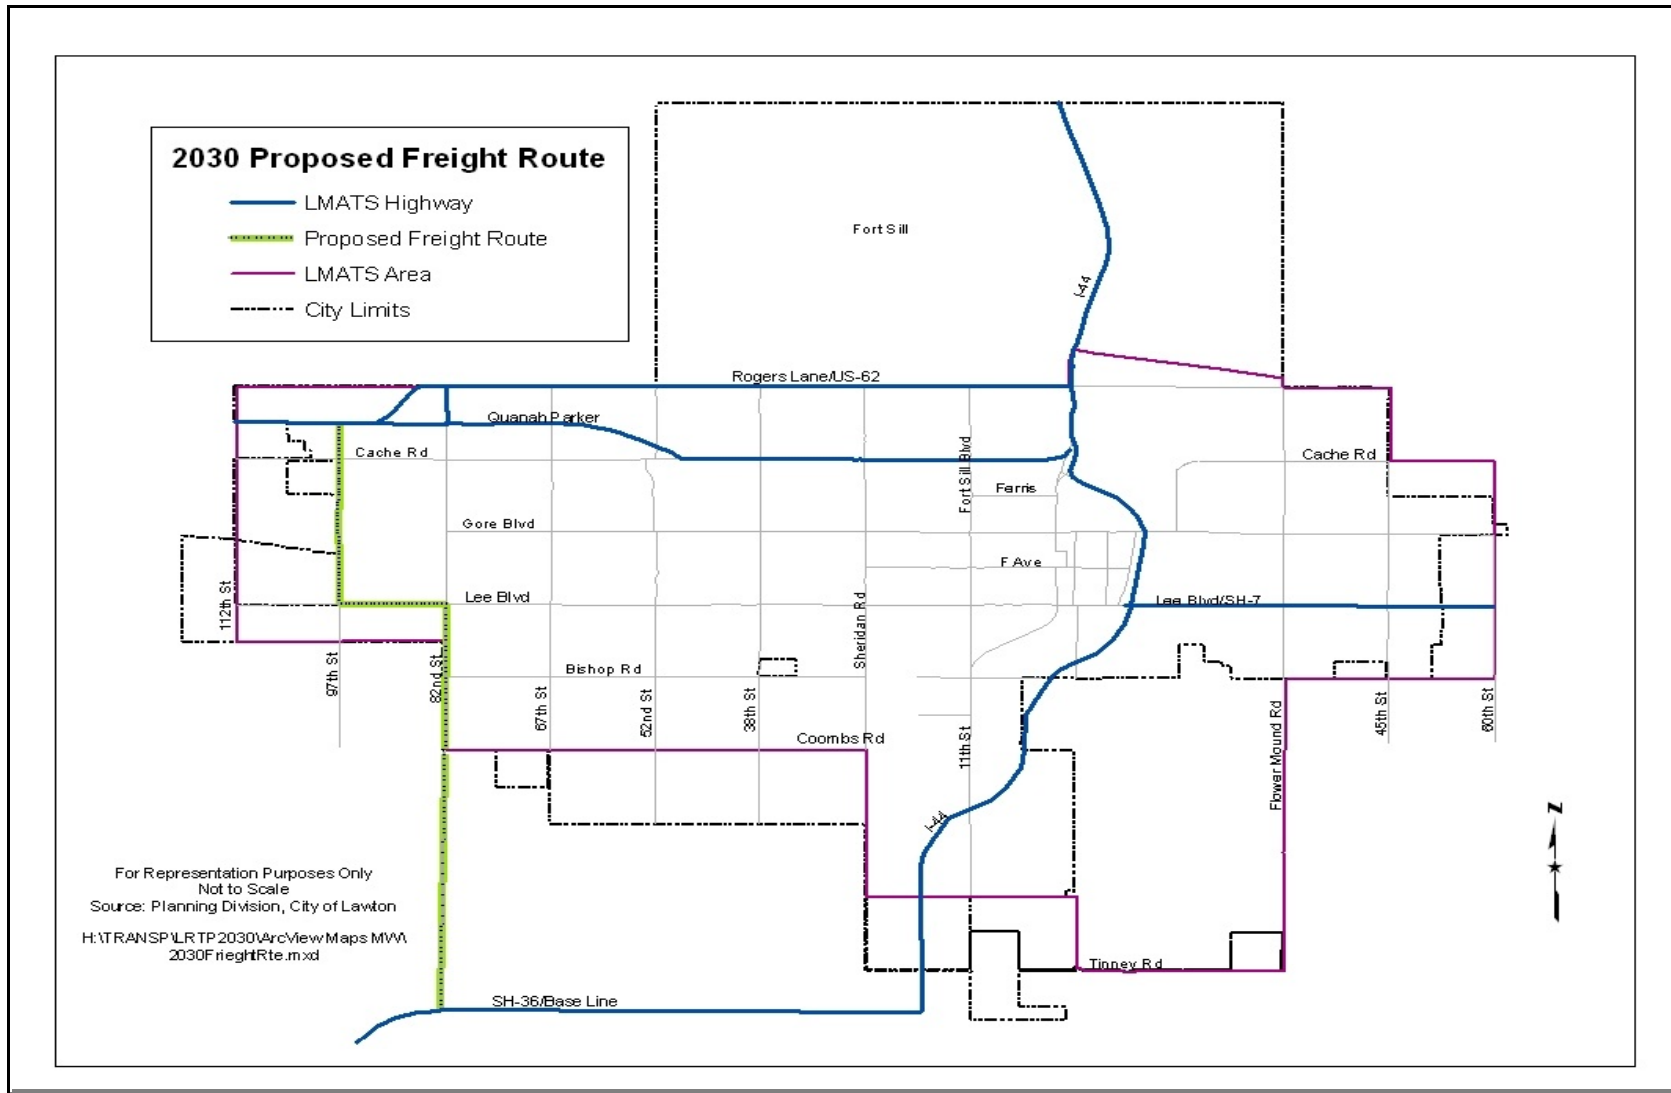 2030 Proposed Freight Route
LMATS Highway
Proposed Freight Route
LMATS Area
City Limits
Fort Sill
I-44
Rogers Lane/US-62
Quanah Parker
Cache Rd
Fort Sill Blvd
Cache Rd
Ferris
Gore Blvd
F Ave
112th St
Lee Blvd
Lee Blvd/SH-7
Sheridan Rd
97th St
82nd St
Bishop Rd
67th St
52nd St
38th St
Coombs Rd
11th St
Flower Mound Rd
45th St
60th St
I-44
For Representation Purposes Only
Not to Scale
Source: Planning Division, City of Lawton
H:\TRANSP\LRTP2030\ArcView Maps MW\
2030FrieghtRte.mxd
Tinney Rd
SH-36/Base Line
N